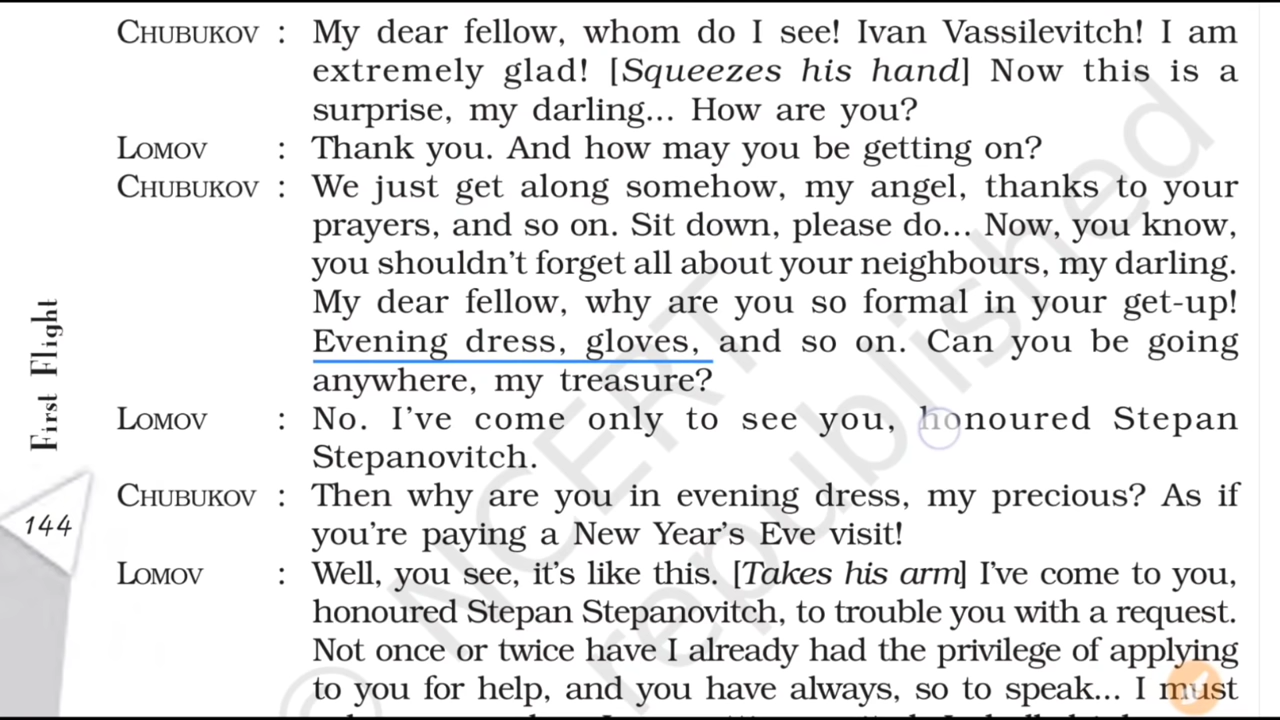 CHUBUKOV : My dear fellow, whom do I see! Ivan Vassilevitch! I am
extremely glad! [Squeezes his hand] Now this is a
surprise, my darling... How are you?
LOMOV : Thank you. And how may you be getting on?
CHUBUKOV : We just get along somehow, my angel, thanks to your
prayers, and so on. Sit down, please do... Now, you know,
you shouldn't forget all about your neighbours, my darling.
My dear fellow, why are you so formal in your get-up!
Evening dress, gloves, and so on. Can you be going
anywhere, my treasure?
LOMOV : No. I've come only to see you, honoured Stepan
Stepanovitch.
CHUBUKOV : Then why are you in evening dress, my precious? As if
you're paying a New Year's Eve visit!
LOMOV : Well, you see, it's like this. [Takes his arm] I've come to you,
honoured Stepan Stepanovitch, to trouble you with a request.
Not once or twice have I already had the privilege of applying
to you for help, and you have always, so to speak... I must
First Flight
144
© NCERT
republished